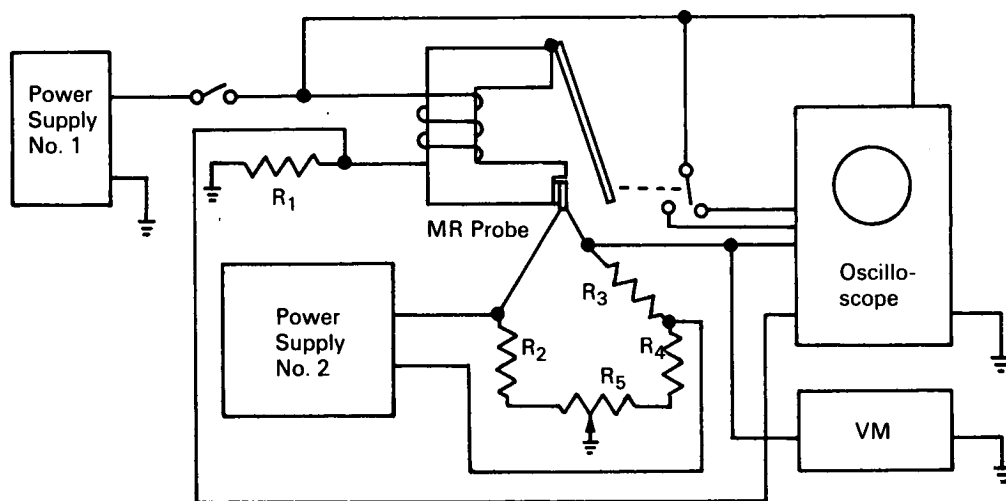 Power
Supply
No. 1
R1
MR Probe
Power
Supply
No. 2
R2
R3
R4
R5
Oscillo-
scope
VM